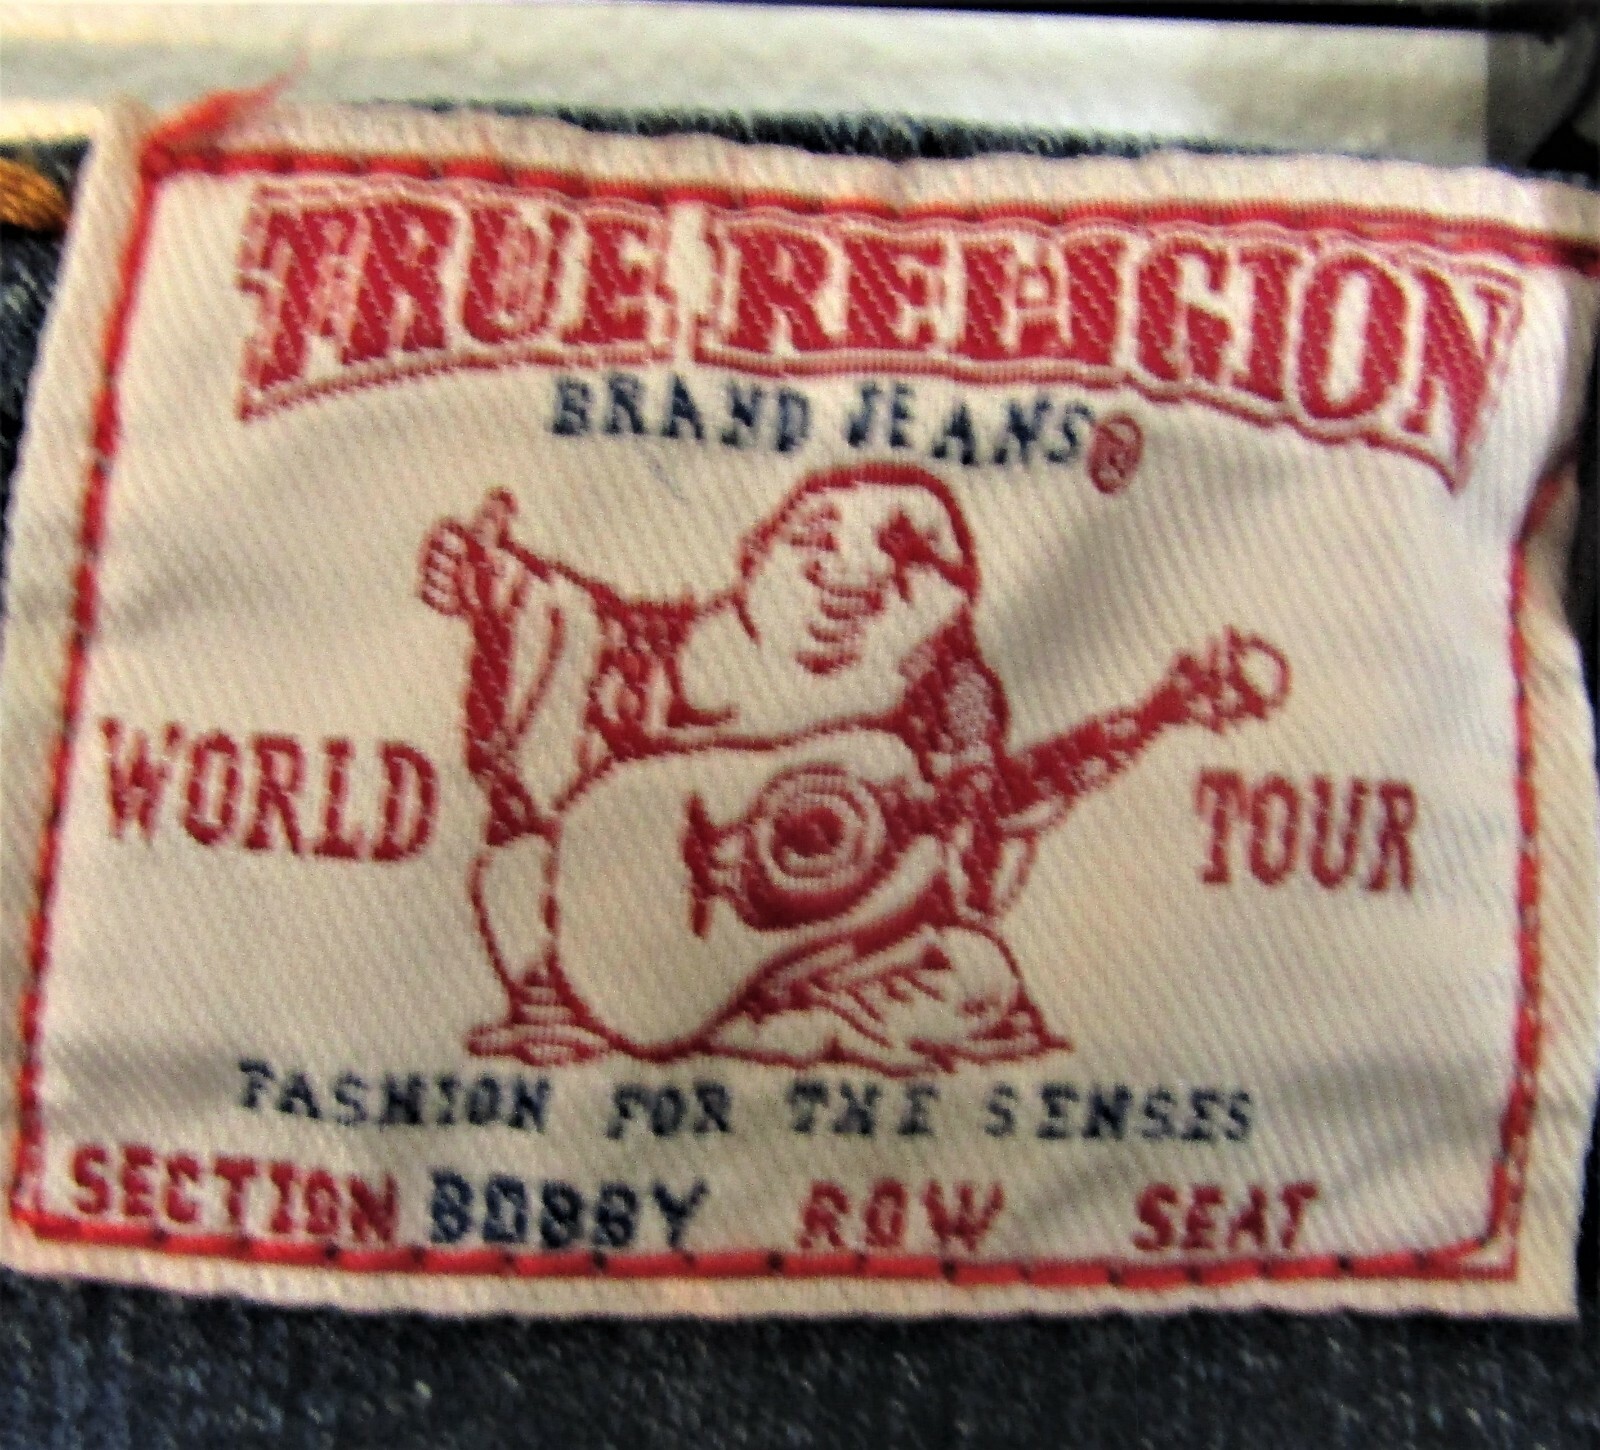 TRUE RELIGION
BRAND JEANS®
WORLD TOUR
FASHION FOR THE SENSES
SECTION BOBBY ROW SEAT